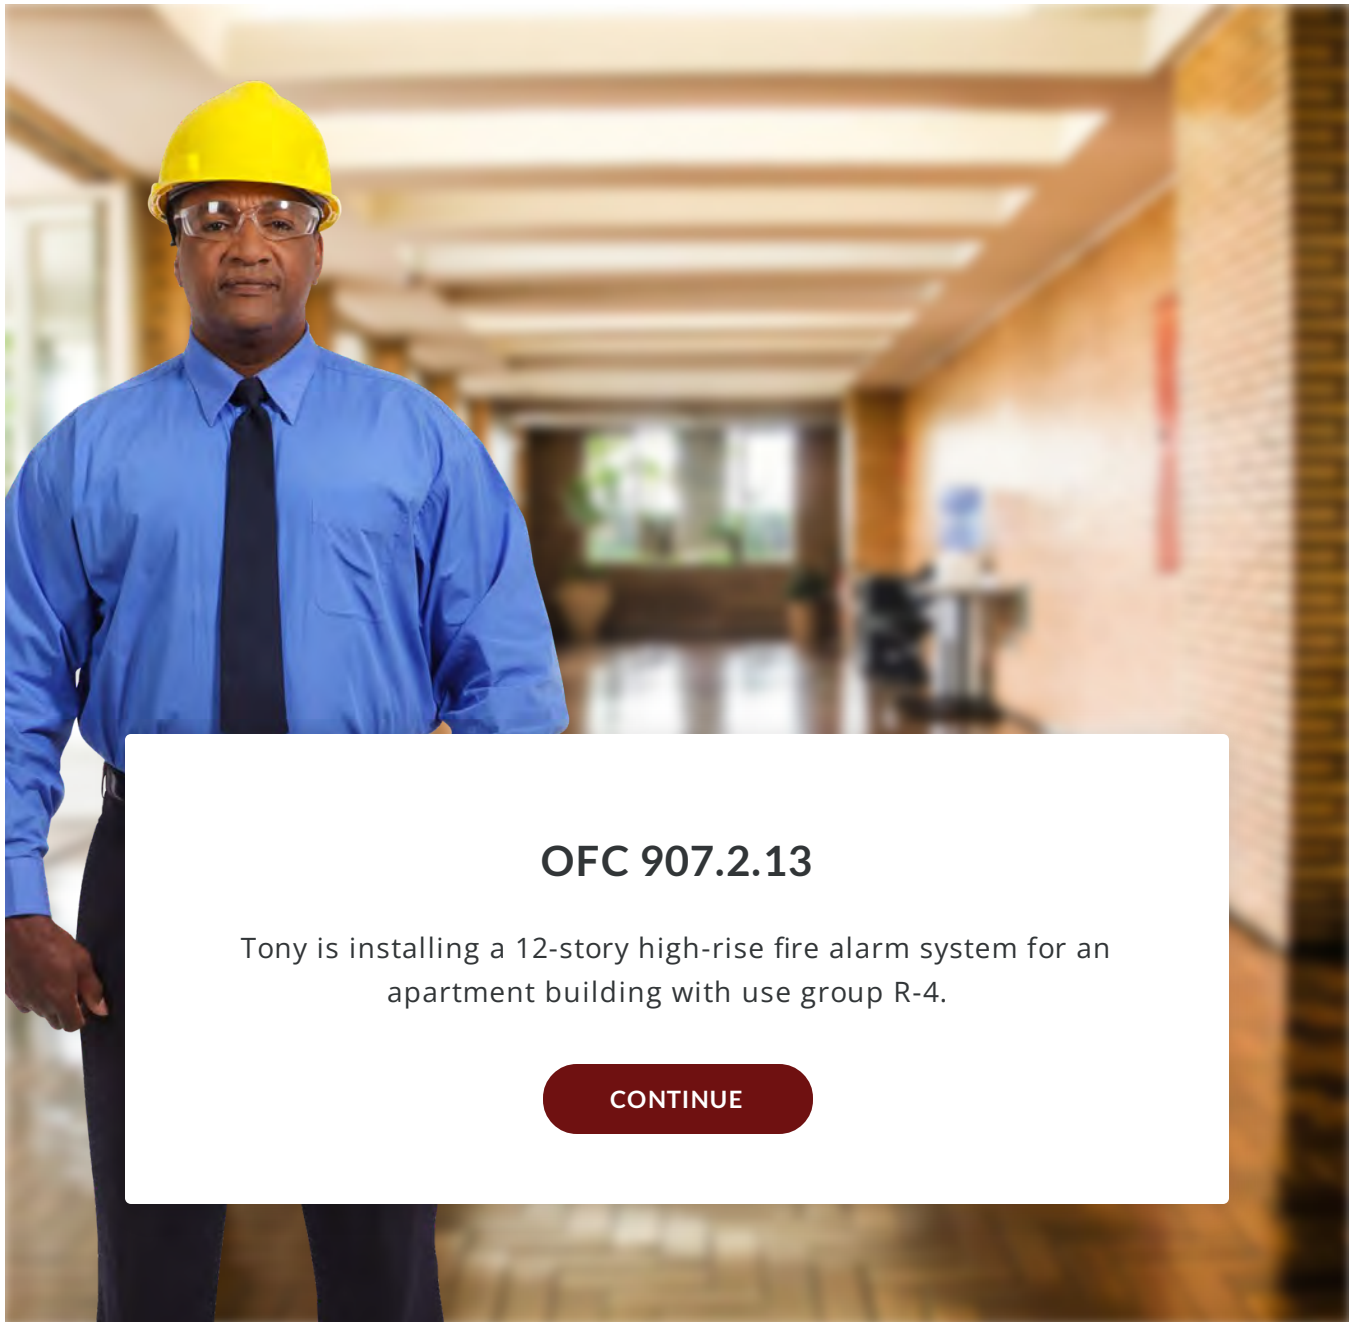 OFC 907.2.13
Tony is installing a 12-story high-rise fire alarm system for an
apartment building with use group R-4.
CONTINUE